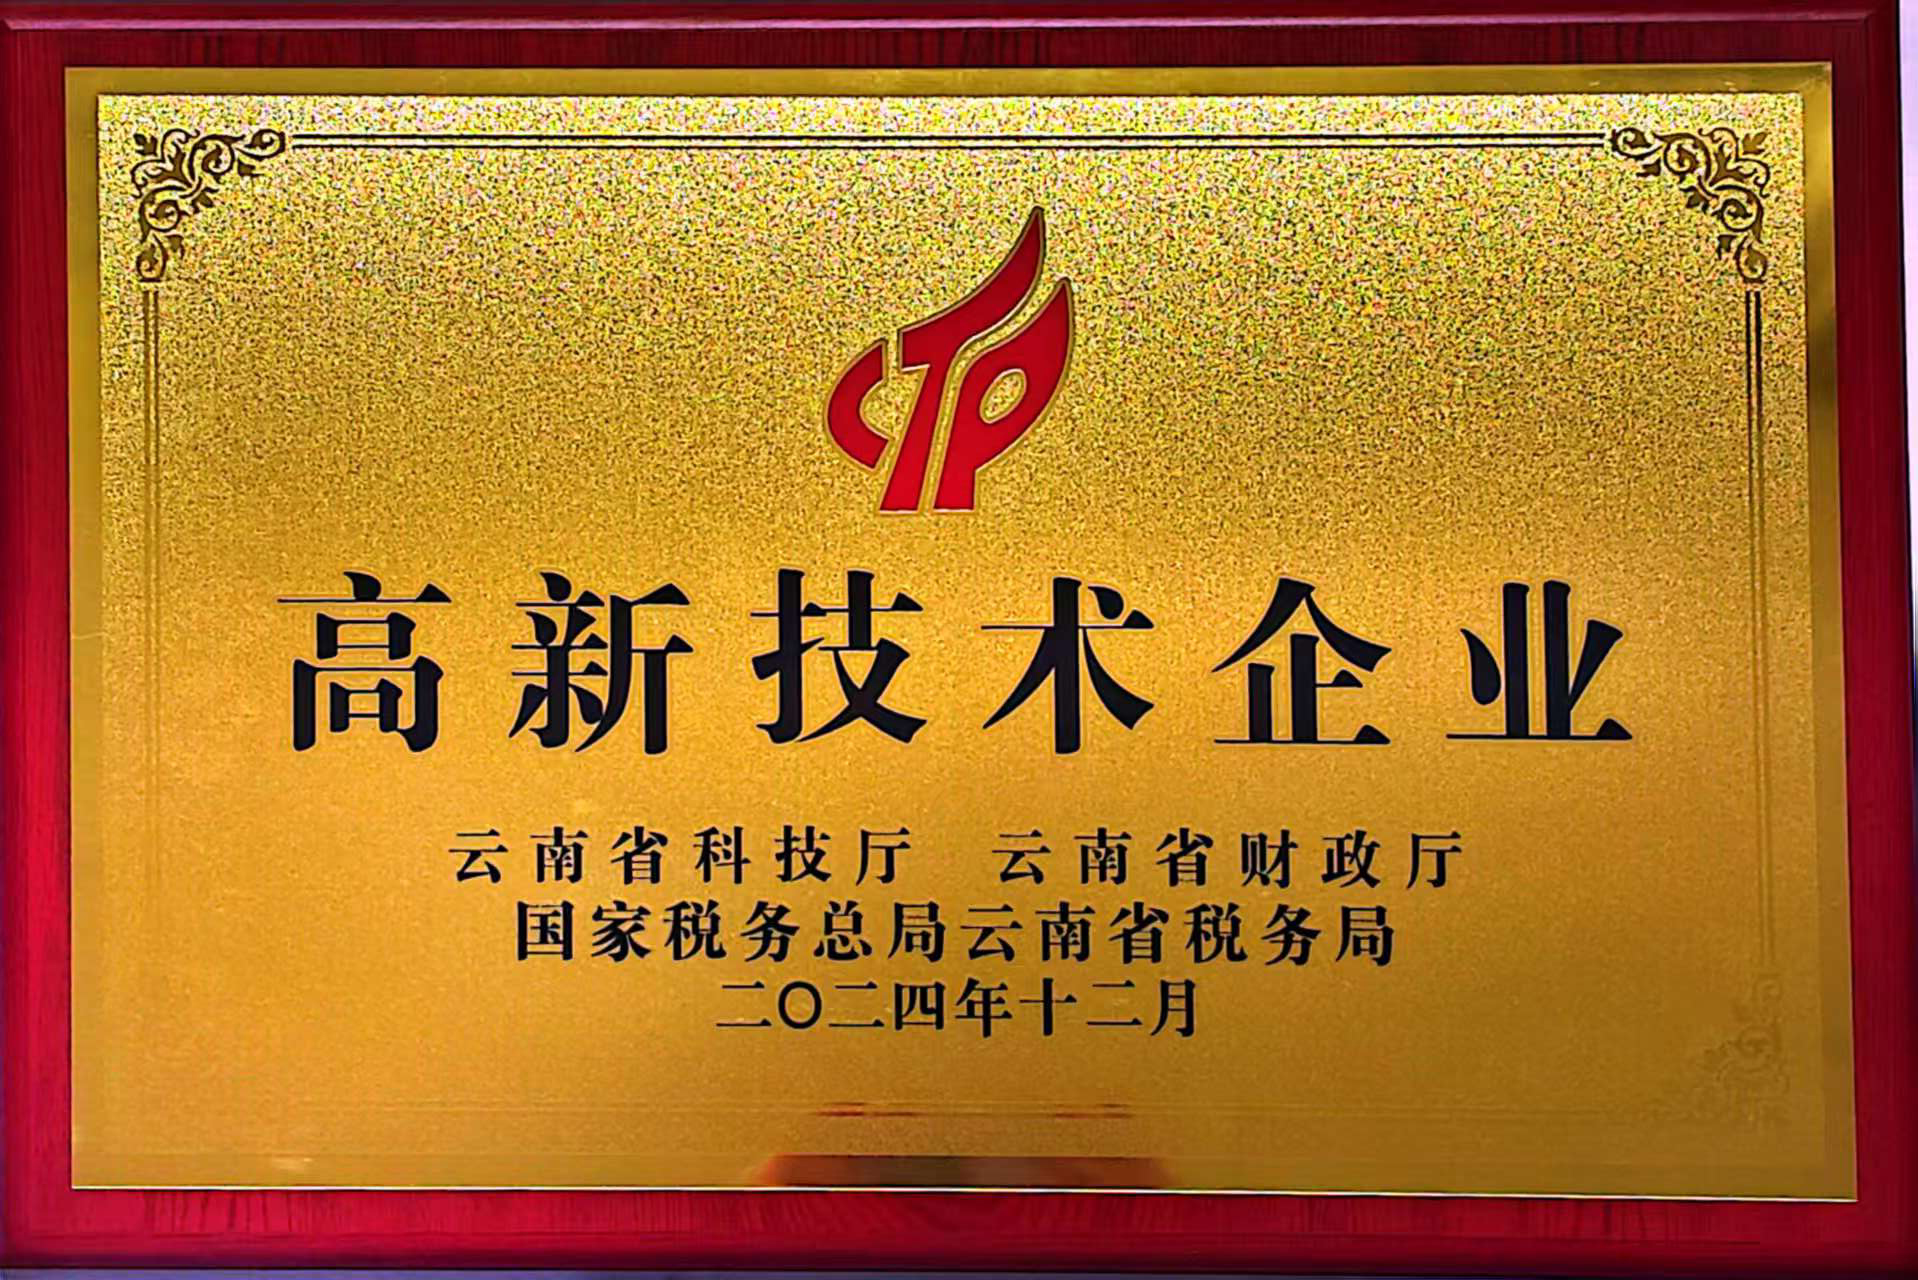 CTP
高新技术企业
云南省科技厅 云南省财政厅
国家税务总局云南省税务局
二〇二四年十二月